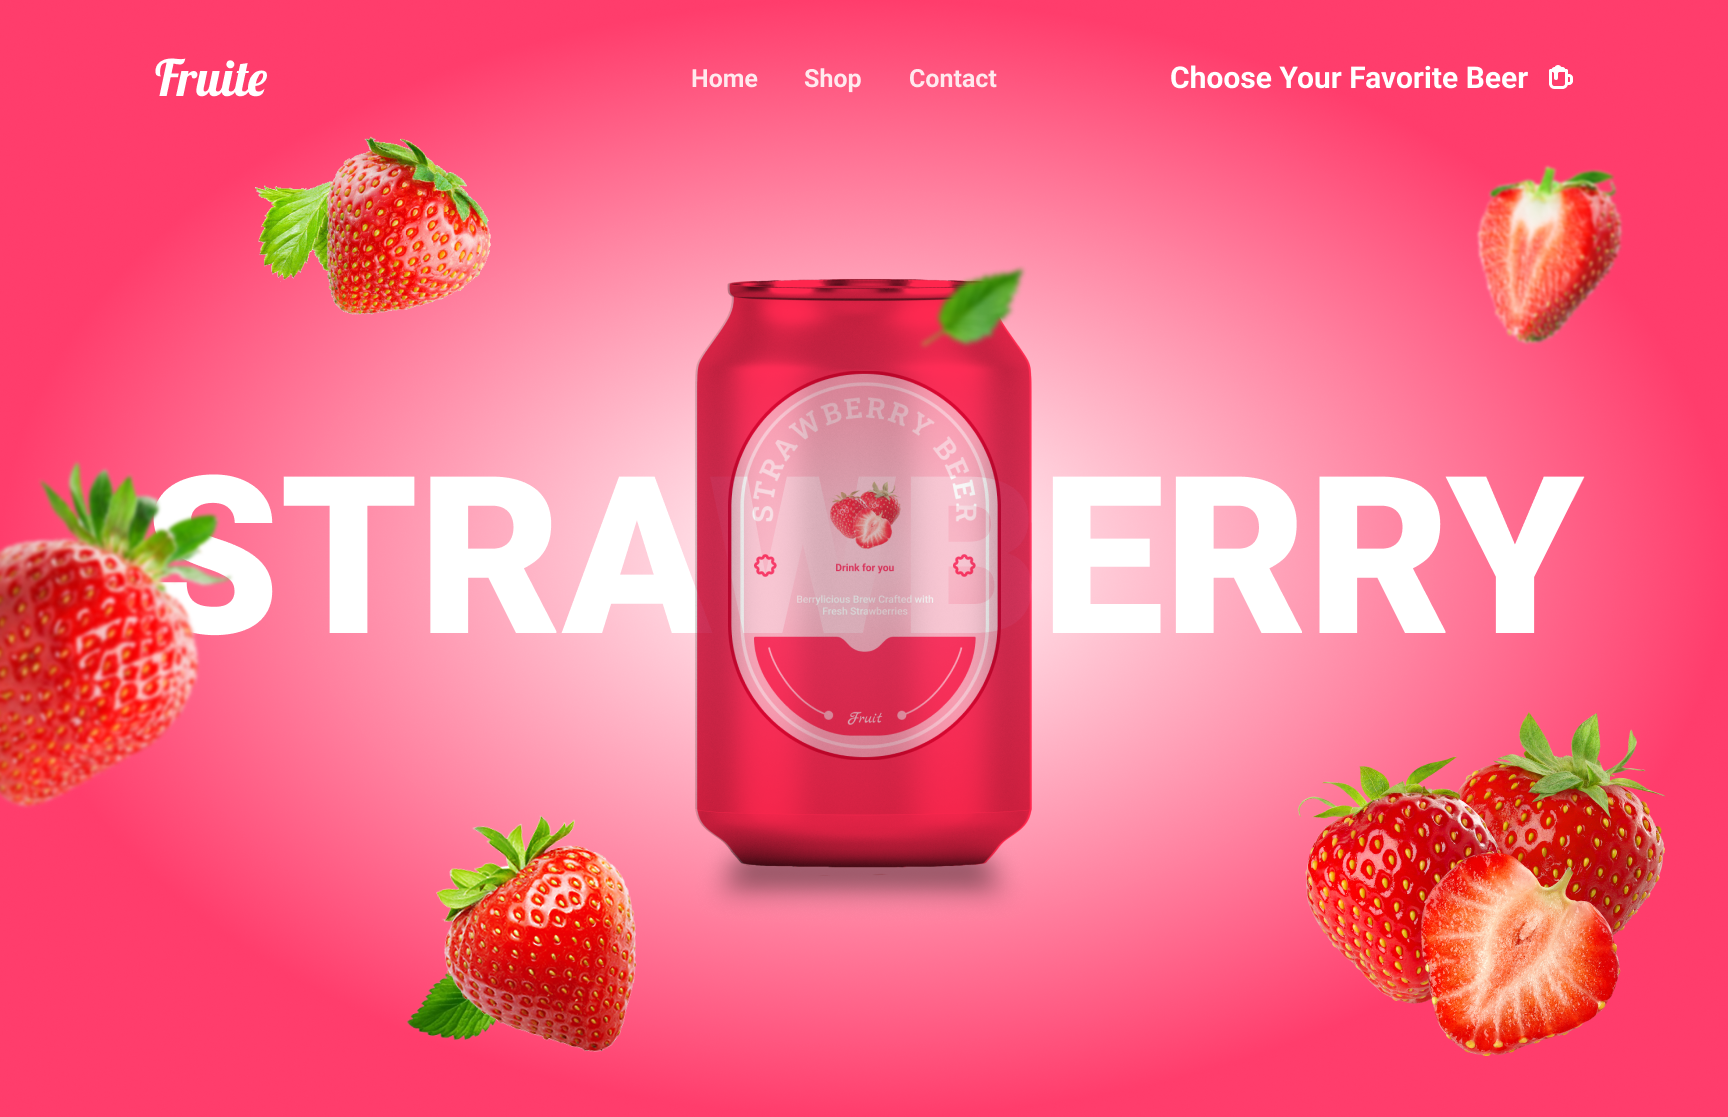 Fruite
Home Shop Contact
Choose Your Favorite Beer
STRAWBERRY
STRAWBERRY BEER
Drink for you
Berrylicious Brew Crafted with
Fresh Strawberries
Fruit